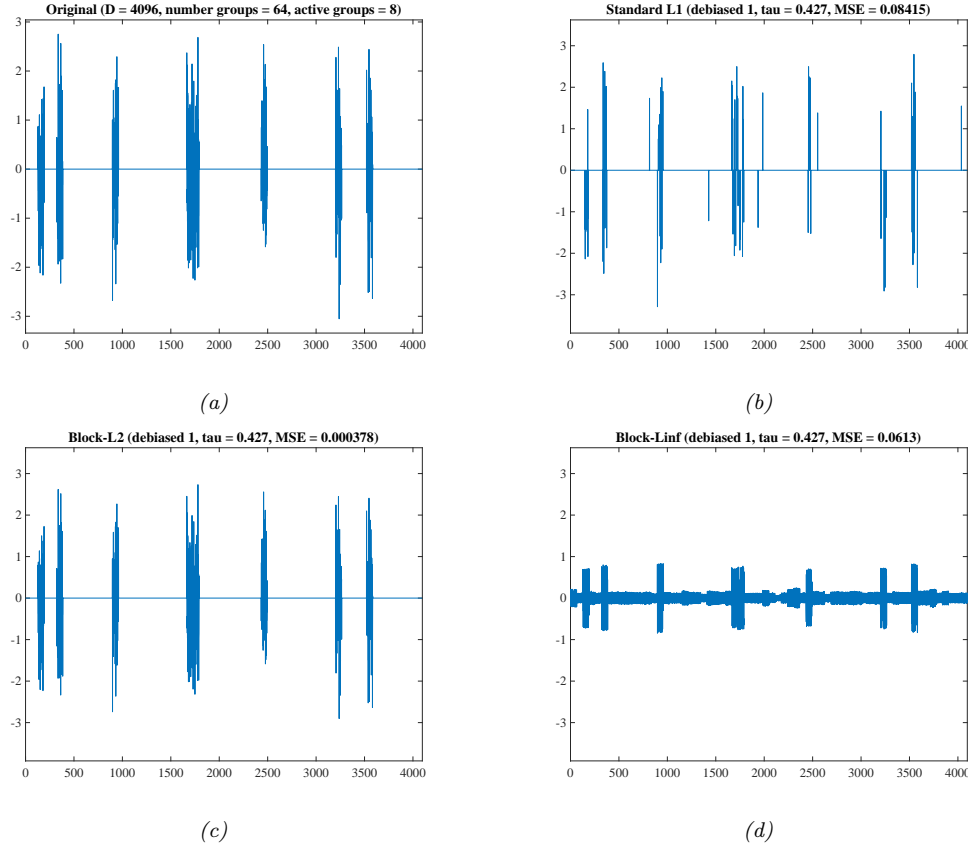 Original (D = 4096, number groups = 64, active groups = 8)
3
2
1
0
-1
-2
-3
0 500 1000 1500 2000 2500 3000 3500 4000
(a)
Standard L1 (debiased 1, tau = 0.427, MSE = 0.08415)
3
2
1
0
-1
-2
-3
0 500 1000 1500 2000 2500 3000 3500 4000
(b)
Block-L2 (debiased 1, tau = 0.427, MSE = 0.000378)
3
2
1
0
-1
-2
-3
0 500 1000 1500 2000 2500 3000 3500 4000
(c)
Block-Linf (debiased 1, tau = 0.427, MSE = 0.0613)
3
2
1
0
-1
-2
-3
0 500 1000 1500 2000 2500 3000 3500 4000
(d)